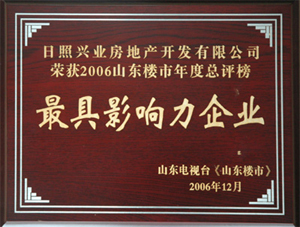 日照兴业房地产开发有限公司
荣获2006山东楼市年度总评榜
最具影响力企业
山东电视台《山东楼市》
2006年12月